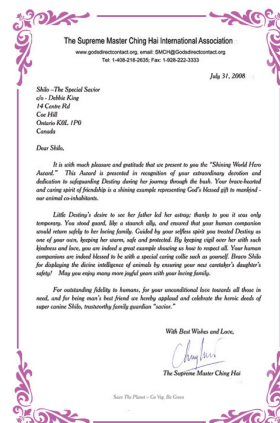 The Supreme Master Ching Hai International Association
www.godsdirectcontact.org, email: SMCH@Godsdirectcontact.org
Tel: 1-408-218-2635; Fax: 1-928-222-3333
July 31, 2008
Shilo –The Special Savior
c/o - Debbie King
14 Centre Rd
Coe Hill
Ontario K0L 1P0
Canada
Dear Shilo,
It is with much pleasure and gratitude that we present to you the "Shining World Hero
Award." This Award is presented in recognition of your extraordinary devotion and
dedication to safeguarding Destiny during her journey through the bush. Your brave-hearted
and caring spirit of friendship is a shining example representing God's blessed gift to mankind -
our animal co-inhabitants.
Little Destiny's desire to see her father led her astray; thanks to you it was only
temporary. You stood guard, like a staunch ally, and ensured that your human companion
would return safely to her loving family. Guided by your selfless spirit you treated Destiny as
one of your own, keeping her warm, safe and protected. By keeping vigil over her with such
kindness and love, you are indeed a great example showing us how to respect all. Your human
companions are indeed blessed to be with a special caring collie such as yourself. Bravo Shilo
for displaying the divine intelligence of animals by ensuring your new caretaker's daughter's
safety! May you enjoy many more joyful years with your loving family.
For outstanding fidelity to humans, for your unconditional love towards all those in
need, and for being man's best friend we hereby applaud and celebrate the heroic deeds of
super canine Shilo, trustworthy family guardian "savior."
With Best Wishes and Love,
The Supreme Master Ching Hai
Save The Planet – Go Veg, Be Green